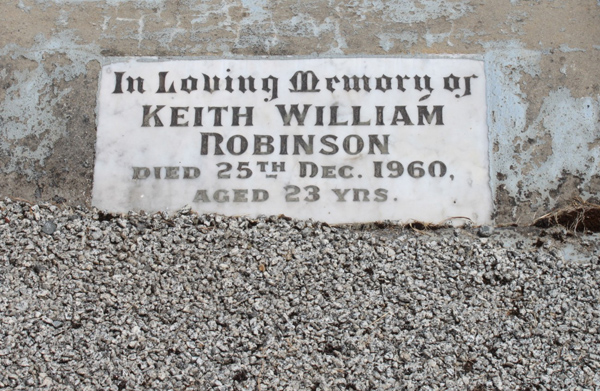 In Loving Memory of
KEITH WILLIAM
ROBINSON
DIED 25TH DEC. 1960,
AGED 23 YRS.